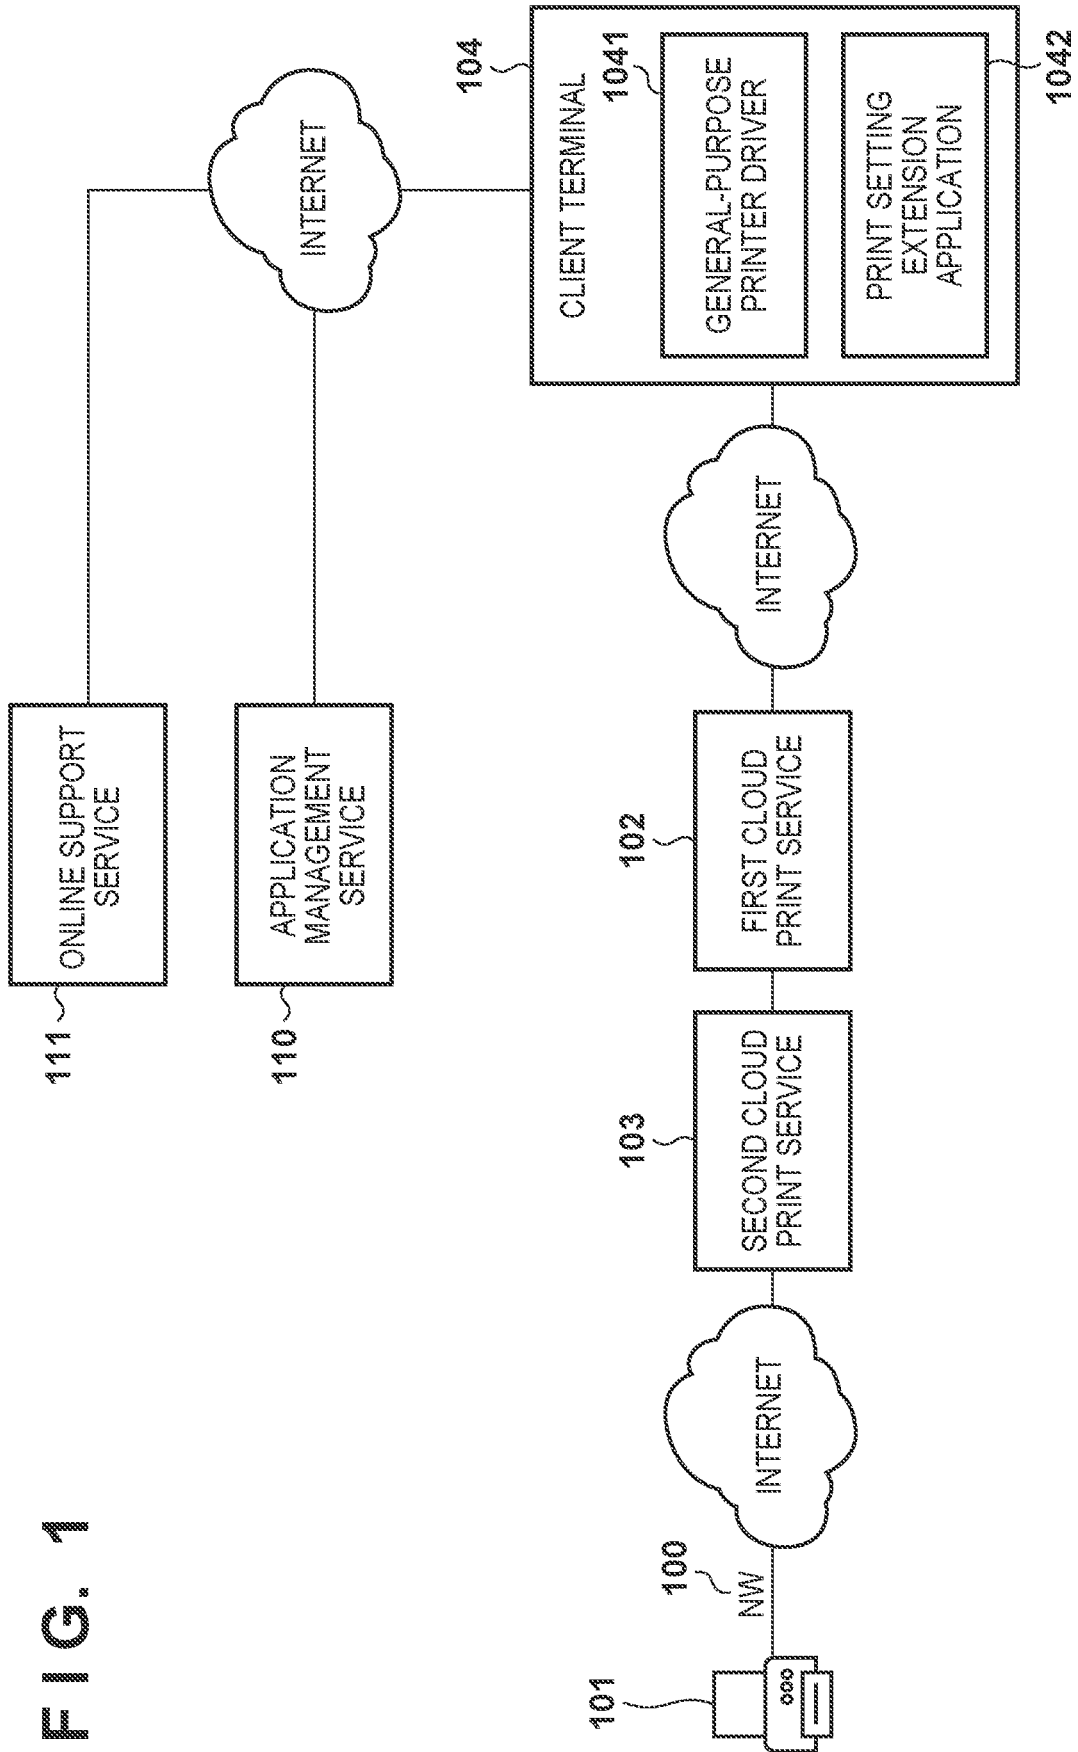 FIG. 1
111
ONLINE SUPPORT
SERVICE
INTERNET
110
APPLICATION
MANAGEMENT
SERVICE
104
CLIENT TERMINAL
1041
GENERAL-PURPOSE
PRINTER DRIVER
PRINT SETTING
EXTENSION
APPLICATION
1042
101
100
NW
INTERNET
103
SECOND CLOUD
PRINT SERVICE
102
FIRST CLOUD
PRINT SERVICE
INTERNET